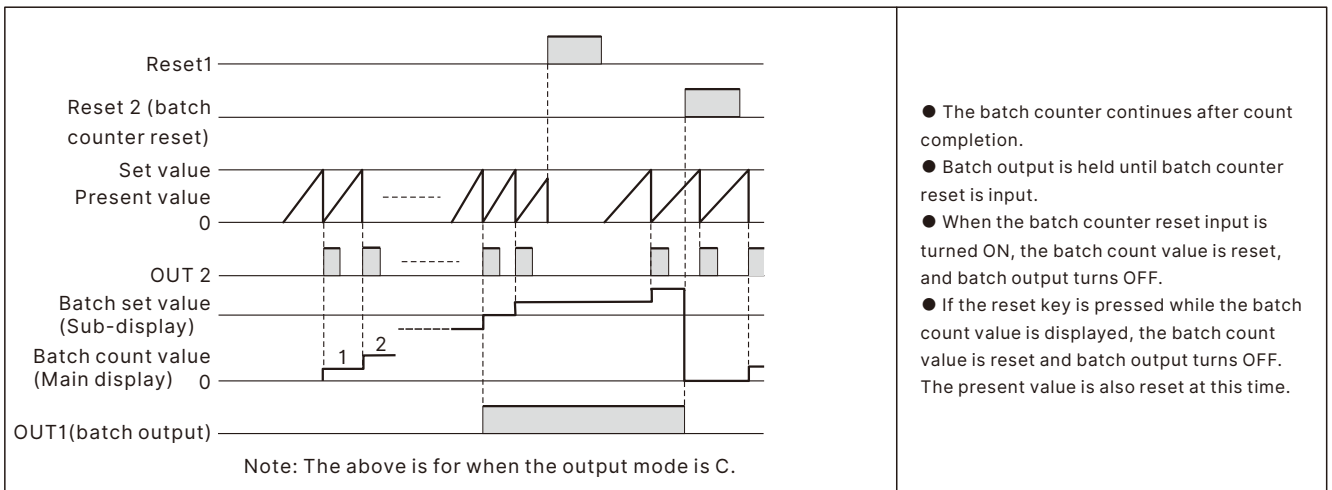 Reset1
Reset 2 (batch
counter reset)
Set value
Present value
0
OUT 2
Batch set value
(Sub-display)
Batch count value
(Main display) 0
1
2
OUT1(batch output)
Note: The above is for when the output mode is C.
● The batch counter continues after count
completion.
● Batch output is held until batch counter
reset is input.
● When the batch counter reset input is
turned ON, the batch count value is reset,
and batch output turns OFF.
● If the reset key is pressed while the batch
count value is displayed, the batch count
value is reset and batch output turns OFF.
The present value is also reset at this time.